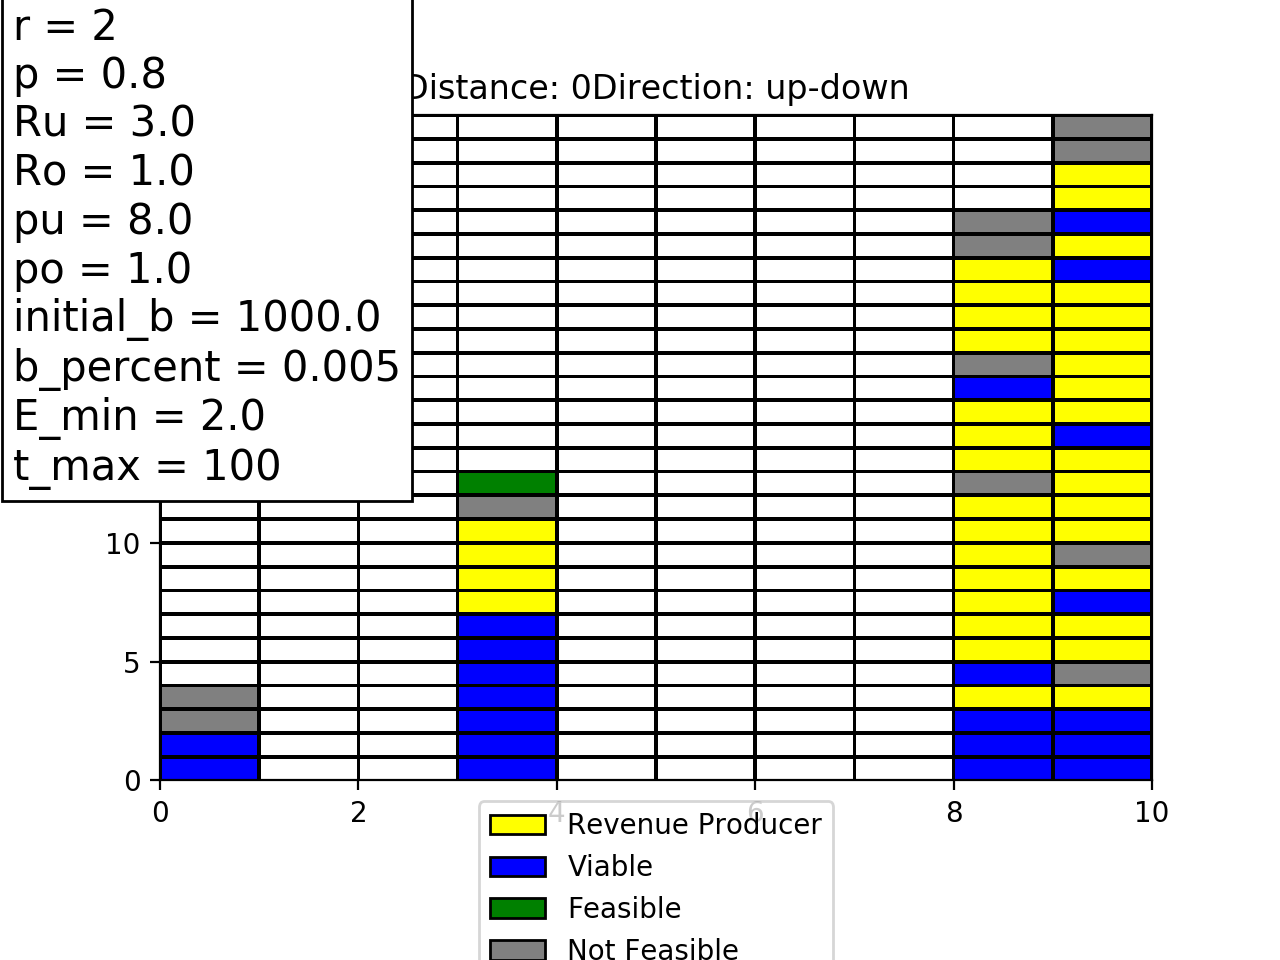 r = 2
p = 0.8
Ru = 3.0
Ro = 1.0
pu = 8.0
po = 1.0
initial_b = 1000.0
b_percent = 0.005
E_min = 2.0
t_max = 100
Distance: 0Direction: up-down
10
5
0
0 2 4 6 8 10
Revenue Producer
Viable
Feasible
Not Feasible